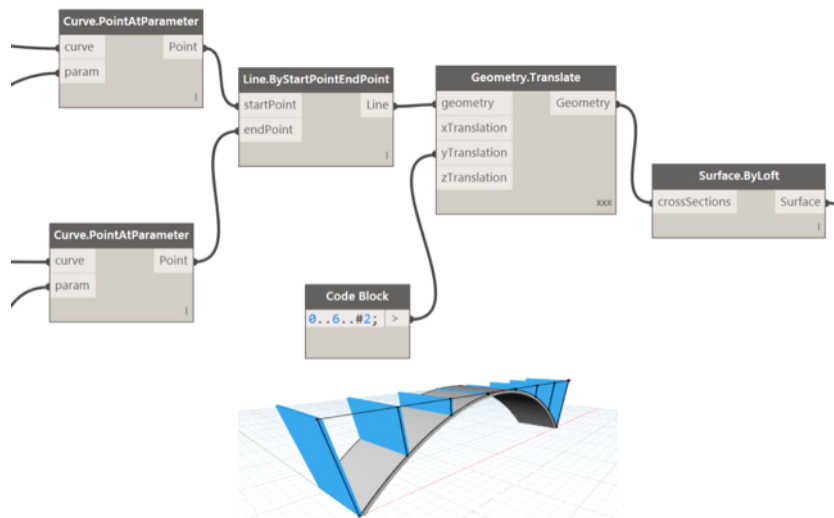 Curve.PointAtParameter
curve Point
param
l
Line.ByStartPointEndPoint
startPoint Line
endPoint
l
Geometry.Translate
geometry Geometry
xTranslation
yTranslation
zTranslation
xxx
Surface.ByLoft
crossSections Surface
l
Curve.PointAtParameter
curve Point
param
l
Code Block
0..6..#2; >